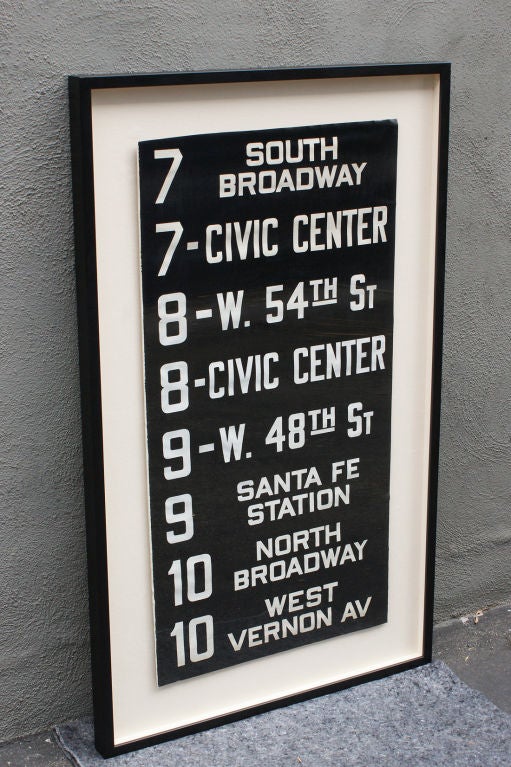 7 SOUTH
BROADWAY
7-CIVIC CENTER
8-W. 54TH ST
8-CIVIC CENTER
9-W. 48TH ST
9 SANTA FE
STATION
10 NORTH
BROADWAY
10 WEST
VERNON AV